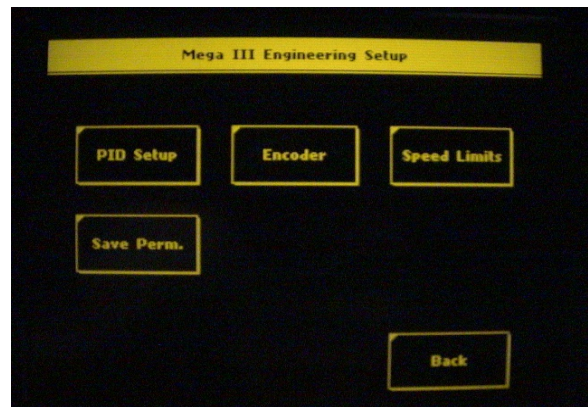 Mega III Engineering Setup
PID Setup
Encoder
Speed Limits
Save Perm.
Back